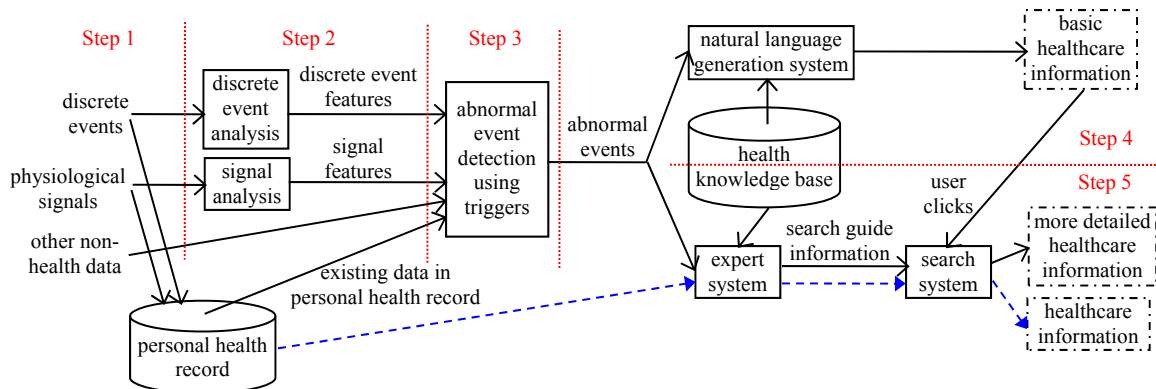 Step 1
Step 2
Step 3
discrete
events
physiological
signals
other non-
health data
discrete
event
analysis
signal
analysis
discrete event
features
signal
features
existing data in
personal health record
personal health
record
abnormal
event
detection
using
triggers
abnormal
events
natural language
generation system
health
knowledge base
basic
healthcare
information
Step 4
Step 5
user
clicks
expert
system
search guide
information
search
system
more detailed
healthcare
information
healthcare
information